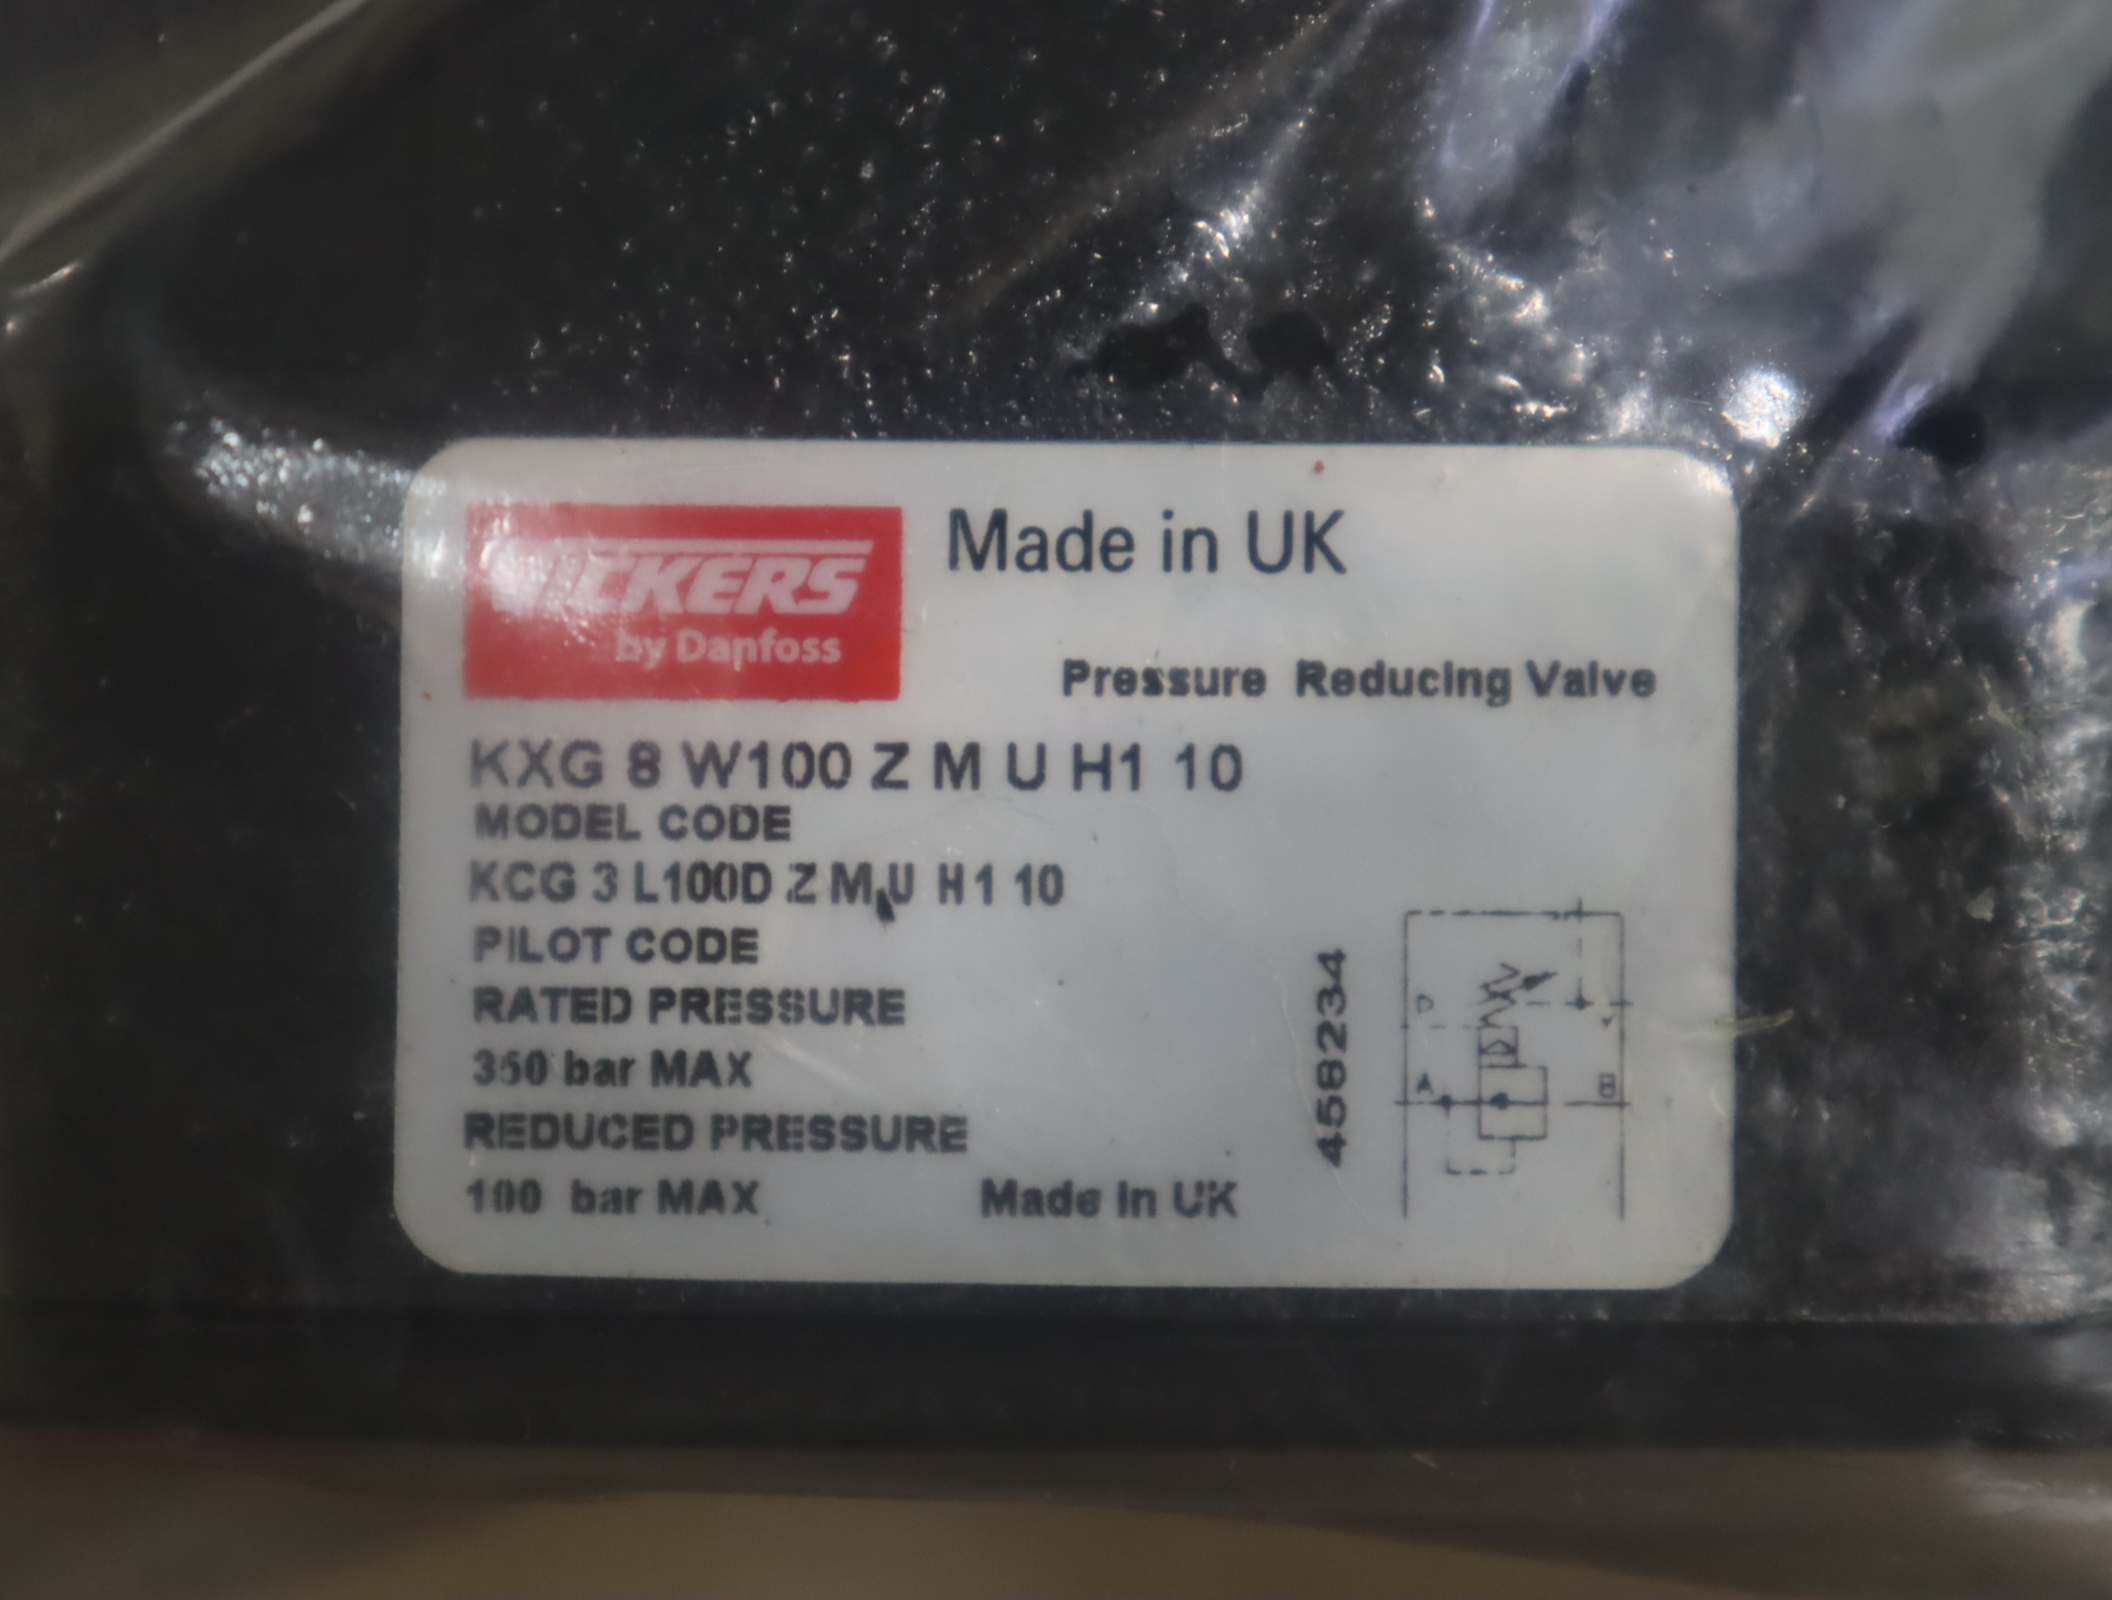 VICKERS
by Danfoss
Made in UK
Pressure Reducing Valve
KXG 8 W100 Z M U H1 10
MODEL CODE
KCG 3 L100D Z M U H1 10
PILOT CODE
RATED PRESSURE
350 bar MAX
REDUCED PRESSURE
100 bar MAX
Made in UK
458234
P
Y
A
B